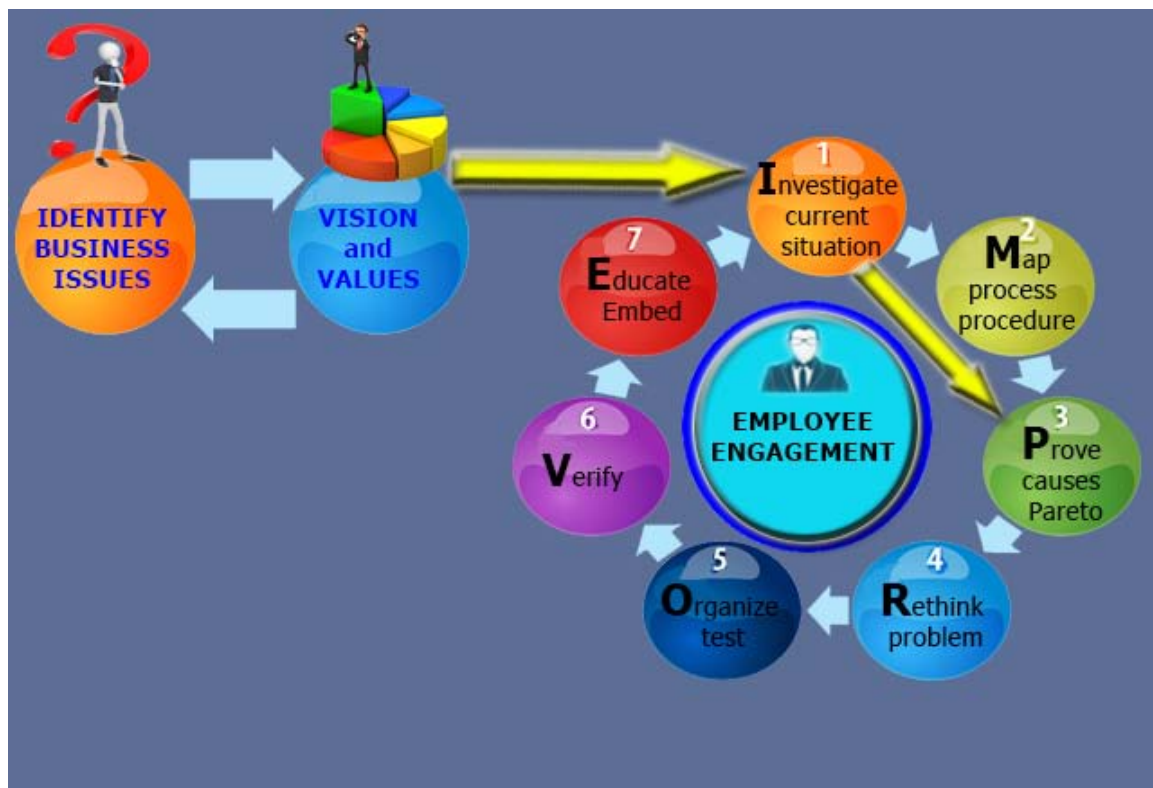 IDENTIFY
BUSINESS
ISSUES
VISION
and
VALUES
1
Investigate
current
situation
2
Map
process
procedure
3
Prove
causes
Pareto
4
Rethink
problem
5
Organize
test
6
Verify
7
Educate
Embed
EMPLOYEE
ENGAGEMENT